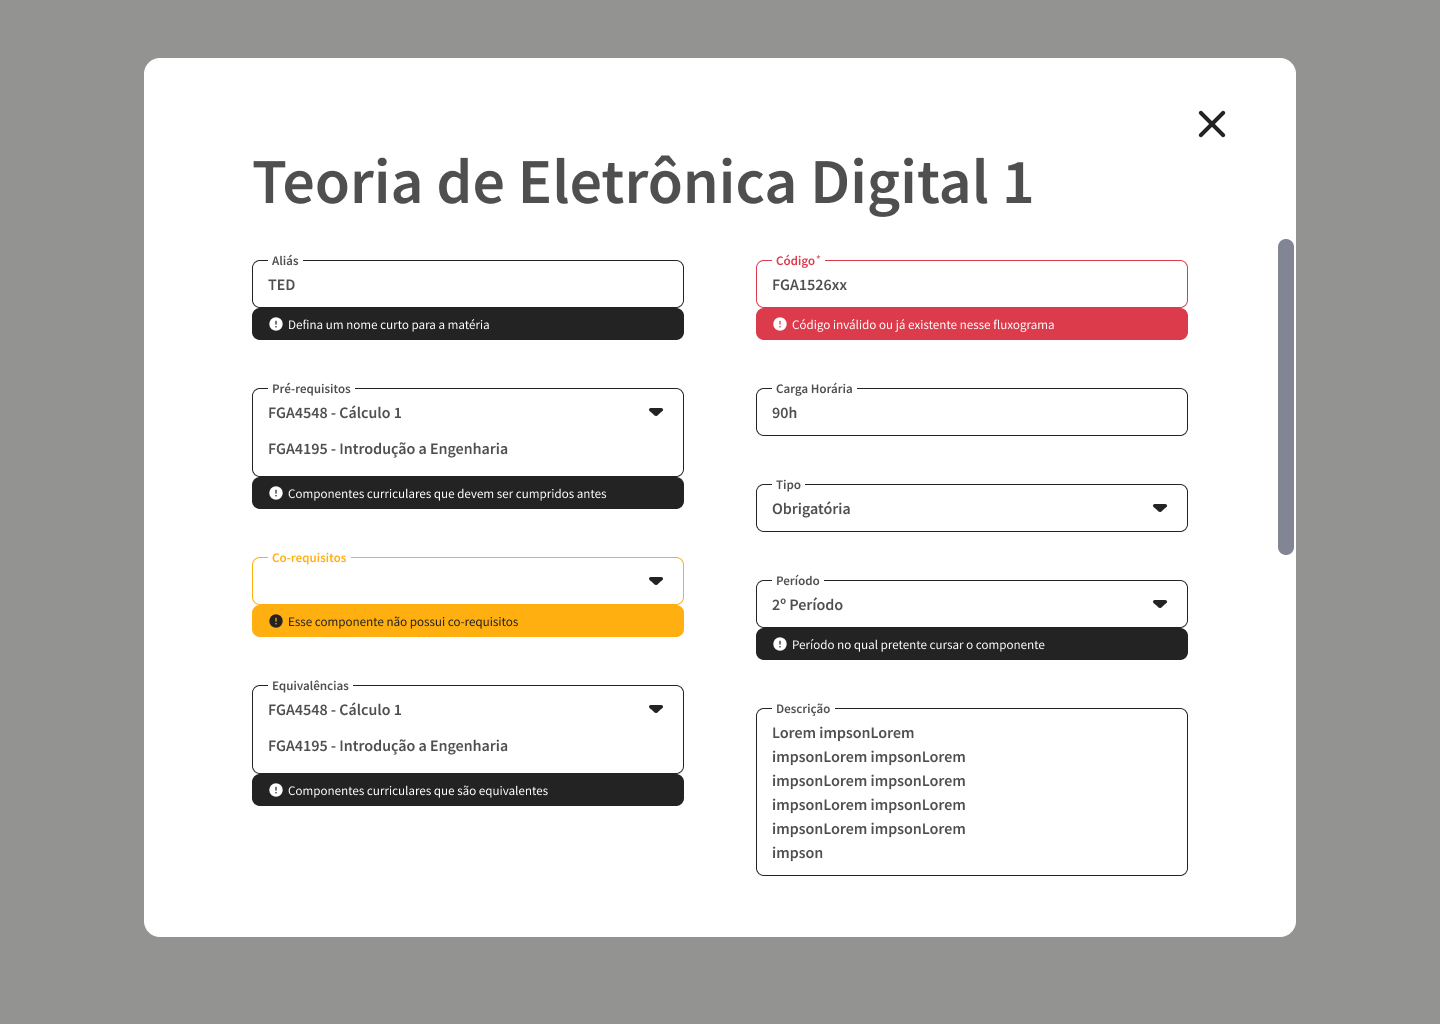 Teoria de Eletrônica Digital 1
Aliás
TED
Defina um nome curto para a matéria
Pré-requisitos
FGA4548 - Cálculo 1
FGA4195 - Introdução a Engenharia
Componentes curriculares que devem ser cumpridos antes
Co-requisitos
Esse componente não possui co-requisitos
Equivalências
FGA4548 - Cálculo 1
FGA4195 - Introdução a Engenharia
Componentes curriculares que são equivalentes
Código*
FGA1526xx
Código inválido ou já existente nesse fluxograma
Carga Horária
90h
Tipo
Obrigatória
Período
2º Período
Período no qual pretente cursar o componente
Descrição
Lorem impsonLorem
impsonLorem impsonLorem
impsonLorem impsonLorem
impsonLorem impsonLorem
impsonLorem impsonLorem
impson